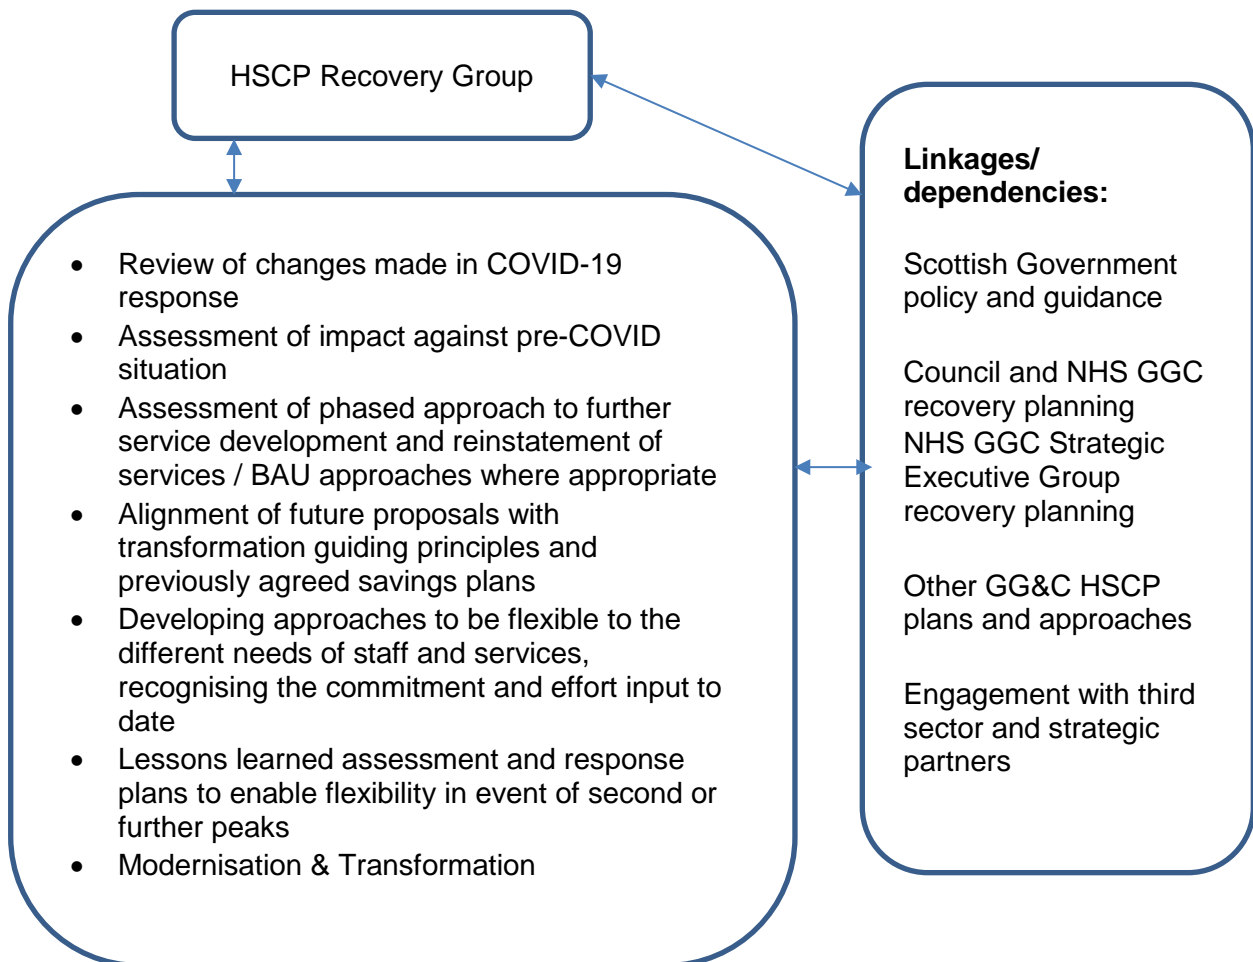 HSCP Recovery Group
• Review of changes made in COVID-19
response
• Assessment of impact against pre-COVID
situation
• Assessment of phased approach to further
service development and reinstatement of
services / BAU approaches where appropriate
• Alignment of future proposals with
transformation guiding principles and
previously agreed savings plans
• Developing approaches to be flexible to the
different needs of staff and services,
recognising the commitment and effort input to
date
• Lessons learned assessment and response
plans to enable flexibility in event of second or
further peaks
• Modernisation & Transformation
Linkages/
dependencies:
Scottish Government
policy and guidance
Council and NHS GGC
recovery planning
NHS GGC Strategic
Executive Group
recovery planning
Other GG&C HSCP
plans and approaches
Engagement with third
sector and strategic
partners